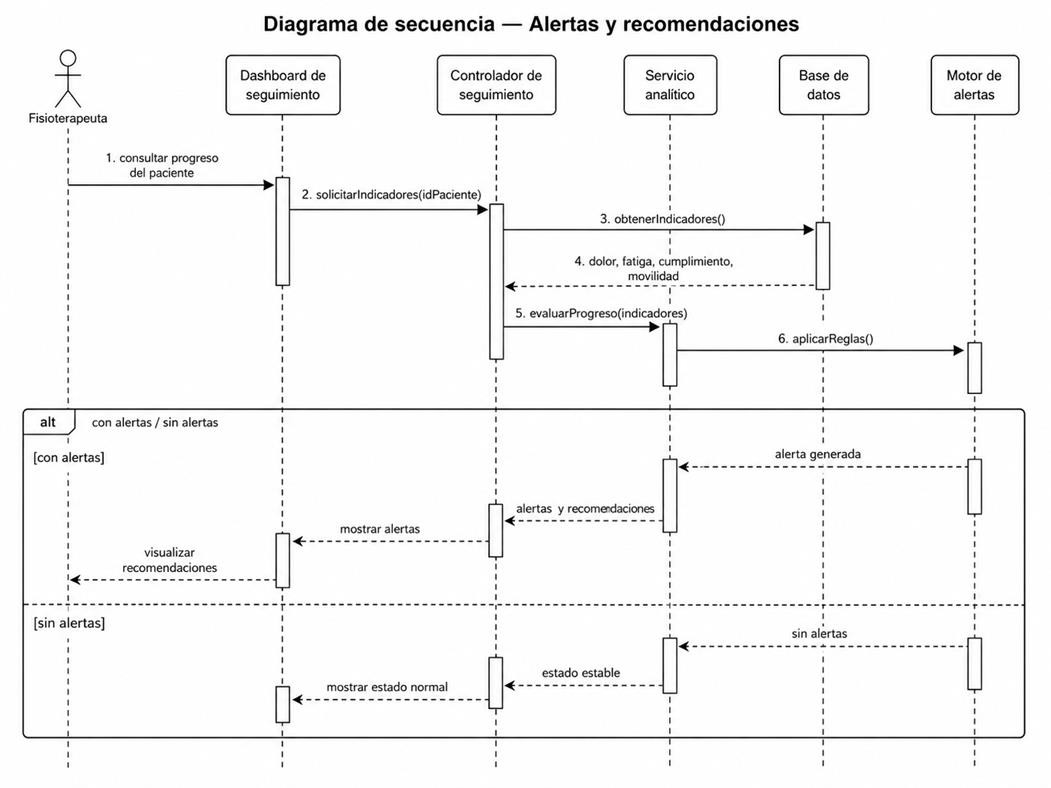 Diagrama de secuencia — Alertas y recomendaciones
Fisioterapeuta
Dashboard de
seguimiento
Controlador de
seguimiento
Servicio
analítico
Base de
datos
Motor de
alertas
1. consultar progreso
del paciente
2. solicitarIndicadores(idPaciente)
3. obtenerIndicadores()
4. dolor, fatiga, cumplimiento,
movilidad
5. evaluarProgreso(indicadores)
6. aplicarReglas()
alt
con alertas / sin alertas
[con alertas]
alerta generada
alertas y recomendaciones
mostrar alertas
visualizar
recomendaciones
[sin alertas]
sin alertas
estado estable
mostrar estado normal